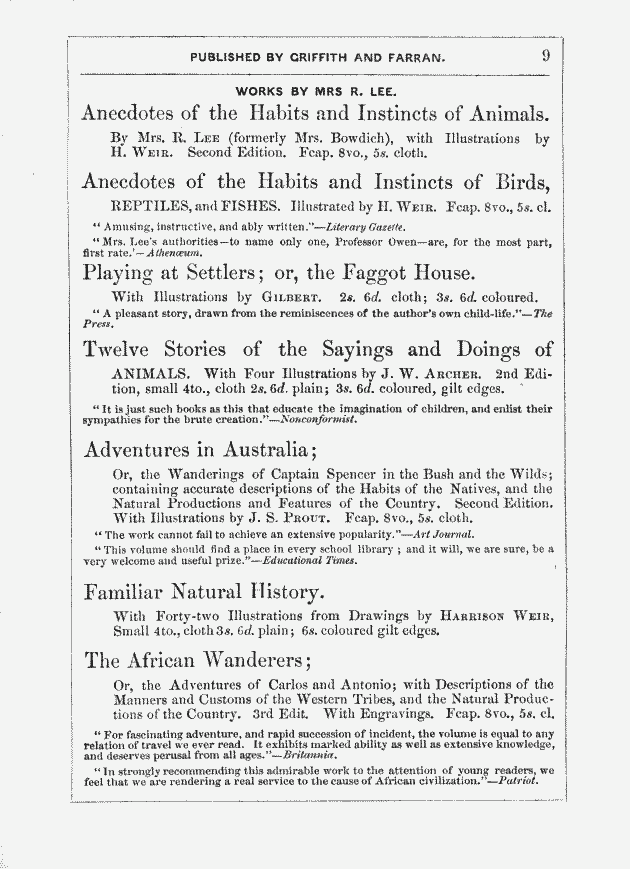 PUBLISHED BY GRIFFITH AND FARRAN. 9
WORKS BY MRS R. LEE.
Anecdotes of the Habits and Instincts of Animals.
By Mrs. R. LEE (formerly Mrs. Bowdich), with Illustrations by
H. WEIR. Second Edition. Fcap. 8vo., 5s. cloth.
Anecdotes of the Habits and Instincts of Birds,
REPTILES, and FISHES. Illustrated by H. WEIR. Fcap. 8vo., 5s. cl.
“Amusing, instructive, and ably written.”—Literary Gazette.
“Mrs. Lee's authorities—to name only one, Professor Owen—are, for the most part,
first rate.'—Athenœum.
Playing at Settlers; or, the Faggot House.
With Illustrations by GILBERT. 2s. 6d. cloth; 3s. 6d. coloured.
“A pleasant story, drawn from the reminiscences of the author's own child-life.”—The
Press.
Twelve Stories of the Sayings and Doings of
ANIMALS. With Four Illustrations by J. W. ARCHER. 2nd Edi-
tion, small 4to., cloth 2s. 6d. plain; 3s. 6d. coloured, gilt edges.
“It is just such books as this that educate the imagination of children, and enlist their
sympathies for the brute creation.”—Nonconformist.
Adventures in Australia;
Or, the Wanderings of Captain Spencer in the Bush and the Wilds;
containing accurate descriptions of the Habits of the Natives, and the
Natural Productions and Features of the Country. Second Edition.
With Illustrations by J. S. PROUT. Fcap. 8vo., 5s. cloth.
“The work cannot fail to achieve an extensive popularity.”—Art Journal.
“This volume should find a place in every school library ; and it will, we are sure, be a
very welcome and useful prize.”—Educational Times.
Familiar Natural History.
With Forty-two Illustrations from Drawings by HARRISON WEIR,
Small 4to., cloth 3s. 6d. plain; 6s. coloured gilt edges.
The African Wanderers;
Or, the Adventures of Carlos and Antonio; with Descriptions of the
Manners and Customs of the Western Tribes, and the Natural Produc-
tions of the Country. 3rd Edit. With Engravings. Fcap. 8vo., 5s. cl.
“For fascinating adventure, and rapid succession of incident, the volume is equal to any
relation of travel we ever read. It exhibits marked ability as well as extensive knowledge,
and deserves perusal from all ages.”—Britannia.
“In strongly recommending this admirable work to the attention of young readers, we
feel that we are rendering a real service to the cause of African civilization.”—Patriot.